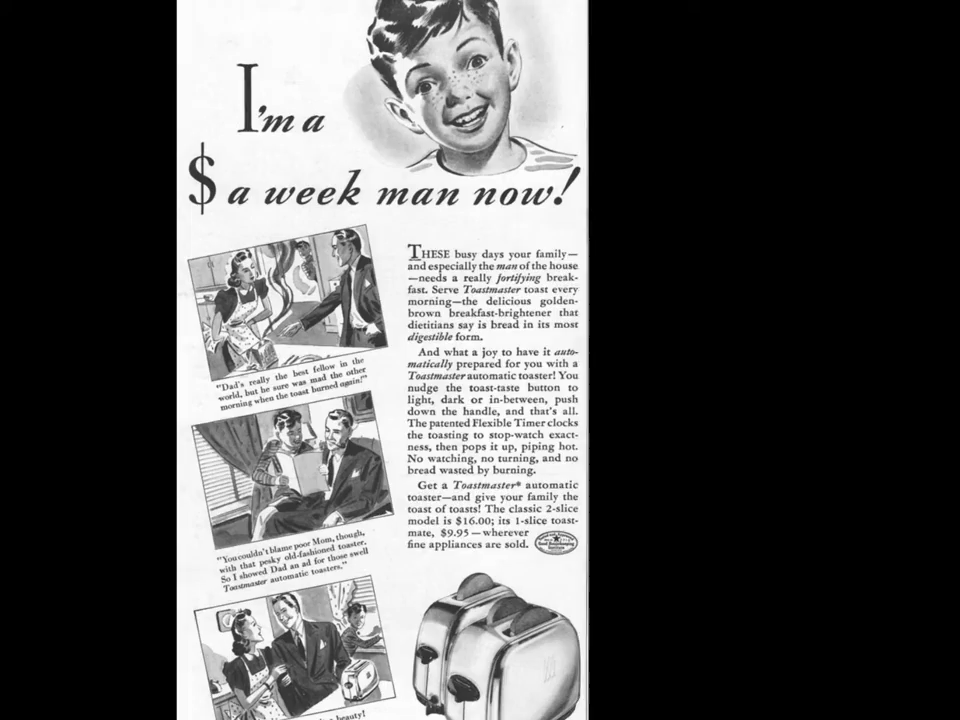 I'm a
$ a week man now!
"Dad's really the best fellow in the
world, but he sure was mad the other
morning when the toast burned again!"
"You couldn't blame poor Mom, though,
with that pesky old-fashioned toaster.
So I showed Dad an ad for those swell
Toastmaster automatic toasters."
a beauty!
THESE busy days your family—
and especially the man of the house
—needs a really fortifying break-
fast. Serve Toastmaster toast every
morning—the delicious golden-
brown breakfast-brightener that
dietitians say is bread in its most
digestible form.
And what a joy to have it auto-
matically prepared for you with a
Toastmaster automatic toaster! You
nudge the toast-taste button to
light, dark or in-between, push
down the handle, and that's all.
The patented Flexible Timer clocks
the toasting to stop-watch exact-
ness, then pops it up, piping hot.
No watching, no turning, and no
bread wasted by burning.
Get a Toastmaster* automatic
toaster—and give your family the
toast of toasts! The classic 2-slice
model is $16.00; its 1-slice toast-
mate, $9.95—wherever
fine appliances are sold.
Good Housekeeping
Institute